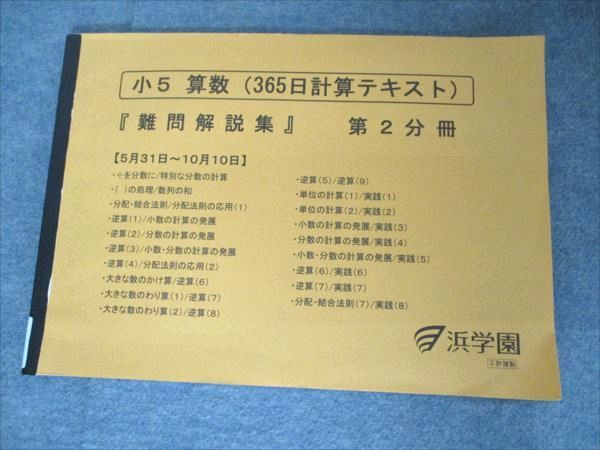 小5 算数 (365日計算テキスト)
『難問解説集』 第2分冊
【5月31日～10月10日】
・÷を分数に/特別な分数の計算
・( )の処理/数列の和
・分配・結合法則/分配法則の応用(1)
・逆算(1)/小数の計算の発展
・逆算(2)/分数の計算の発展
・逆算(3)/小数・分数の計算の発展
・逆算(4)/分配法則の応用(2)
・大きな数のかけ算/逆算(6)
・大きな数のわり算(1)/逆算(7)
・大きな数のわり算(2)/逆算(8)
・逆算(5)/逆算(9)
・単位の計算(1)/実践(1)
・単位の計算(2)/実践(2)
・小数の計算の発展/実践(3)
・分数の計算の発展/実践(4)
・小数・分数の計算の発展/実践(5)
・逆算(6)/実践(6)
・逆算(7)/実践(7)
・分配・結合法則(7)/実践(8)
浜学園
不許複製